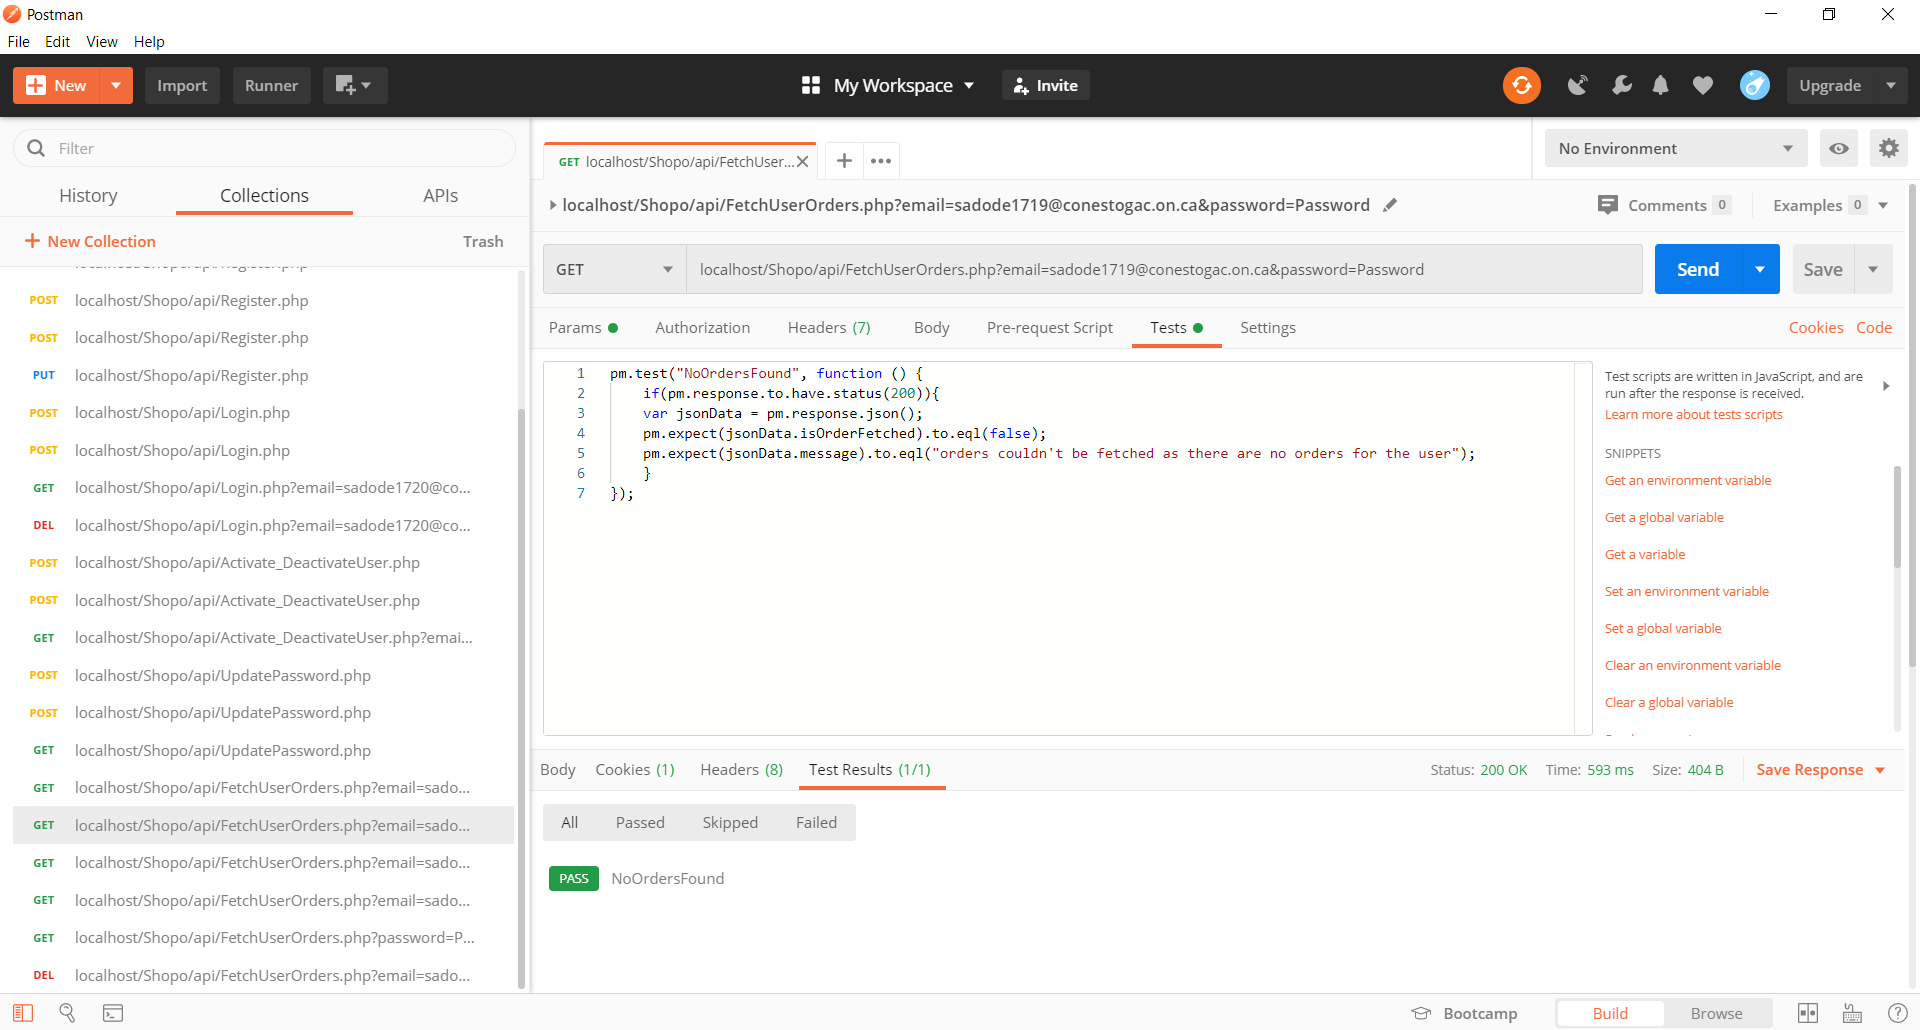 Postman
File Edit View Help
New Import Runner My Workspace Invite Upgrade
Filter
History Collections APIs
New Collection Trash
localhost/Shopo/api/Register.php
POST localhost/Shopo/api/Register.php
POST localhost/Shopo/api/Register.php
PUT localhost/Shopo/api/Register.php
POST localhost/Shopo/api/Login.php
POST localhost/Shopo/api/Login.php
GET localhost/Shopo/api/Login.php?email=sadode1720@co...
DEL localhost/Shopo/api/Login.php?email=sadode1720@co...
POST localhost/Shopo/api/Activate_DeactivateUser.php
POST localhost/Shopo/api/Activate_DeactivateUser.php
GET localhost/Shopo/api/Activate_DeactivateUser.php?emai...
POST localhost/Shopo/api/UpdatePassword.php
POST localhost/Shopo/api/UpdatePassword.php
GET localhost/Shopo/api/UpdatePassword.php
GET localhost/Shopo/api/FetchUserOrders.php?email=sado...
GET localhost/Shopo/api/FetchUserOrders.php?email=sado...
GET localhost/Shopo/api/FetchUserOrders.php?email=sado...
GET localhost/Shopo/api/FetchUserOrders.php?email=sado...
GET localhost/Shopo/api/FetchUserOrders.php?password=P...
DEL localhost/Shopo/api/FetchUserOrders.php?email=sado...
GET localhost/Shopo/api/FetchUser...
No Environment
localhost/Shopo/api/FetchUserOrders.php?email=sadode1719@conestogac.on.ca&password=Password
Comments 0 Examples 0
GET localhost/Shopo/api/FetchUserOrders.php?email=sadode1719@conestogac.on.ca&password=Password
Send Save
Params Authorization Headers (7) Body Pre-request Script Tests Settings Cookies Code
1 pm.test("NoOrdersFound", function () {
2 if(pm.response.to.have.status(200)){
3 var jsonData = pm.response.json();
4 pm.expect(jsonData.isOrderFetched).to.eql(false);
5 pm.expect(jsonData.message).to.eql("orders couldn't be fetched as there are no orders for the user");
6 }
7 });
Test scripts are written in JavaScript, and are
run after the response is received.
Learn more about tests scripts
SNIPPETS
Get an environment variable
Get a global variable
Get a variable
Set an environment variable
Set a global variable
Clear an environment variable
Clear a global variable
Body Cookies (1) Headers (8) Test Results (1/1)
Status: 200 OK Time: 593 ms Size: 404 B Save Response
All Passed Skipped Failed
PASS NoOrdersFound
Bootcamp Build Browse